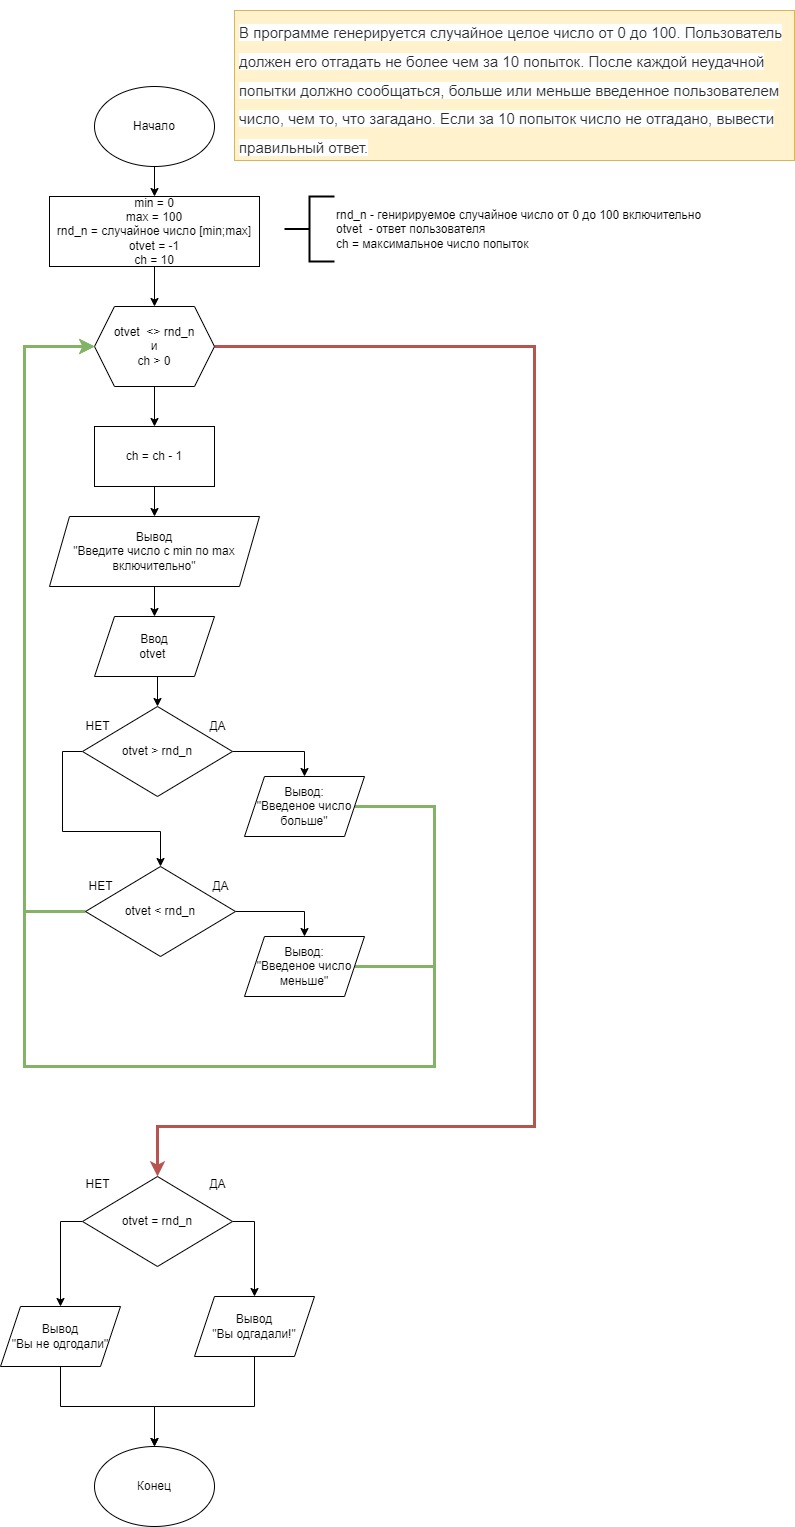 В программе генерируется случайное целое число от 0 до 100. Пользователь
должен его отгадать не более чем за 10 попыток. После каждой неудачной
попытки должно сообщаться, больше или меньше введенное пользователем
число, чем то, что загадано. Если за 10 попыток число не отгадано, вывести
правильный ответ.
Начало
min = 0
max = 100
rnd_n = случайное число [min;max]
otvet = -1
ch = 10
rnd_n - генирируемое случайное число от 0 до 100 включительно
otvet - ответ пользователя
ch = максимальное число попыток
otvet <> rnd_n
и
ch > 0
ch = ch - 1
Вывод
"Введите число с min по max
включительно"
Ввод
otvet
НЕТ
ДА
otvet > rnd_n
Вывод:
"Введеное число
больше"
НЕТ
ДА
otvet < rnd_n
Вывод:
"Введеное число
меньше"
НЕТ
ДА
otvet = rnd_n
Вывод
"Вы не одгодали"
Вывод
"Вы одгадали!"
Конец